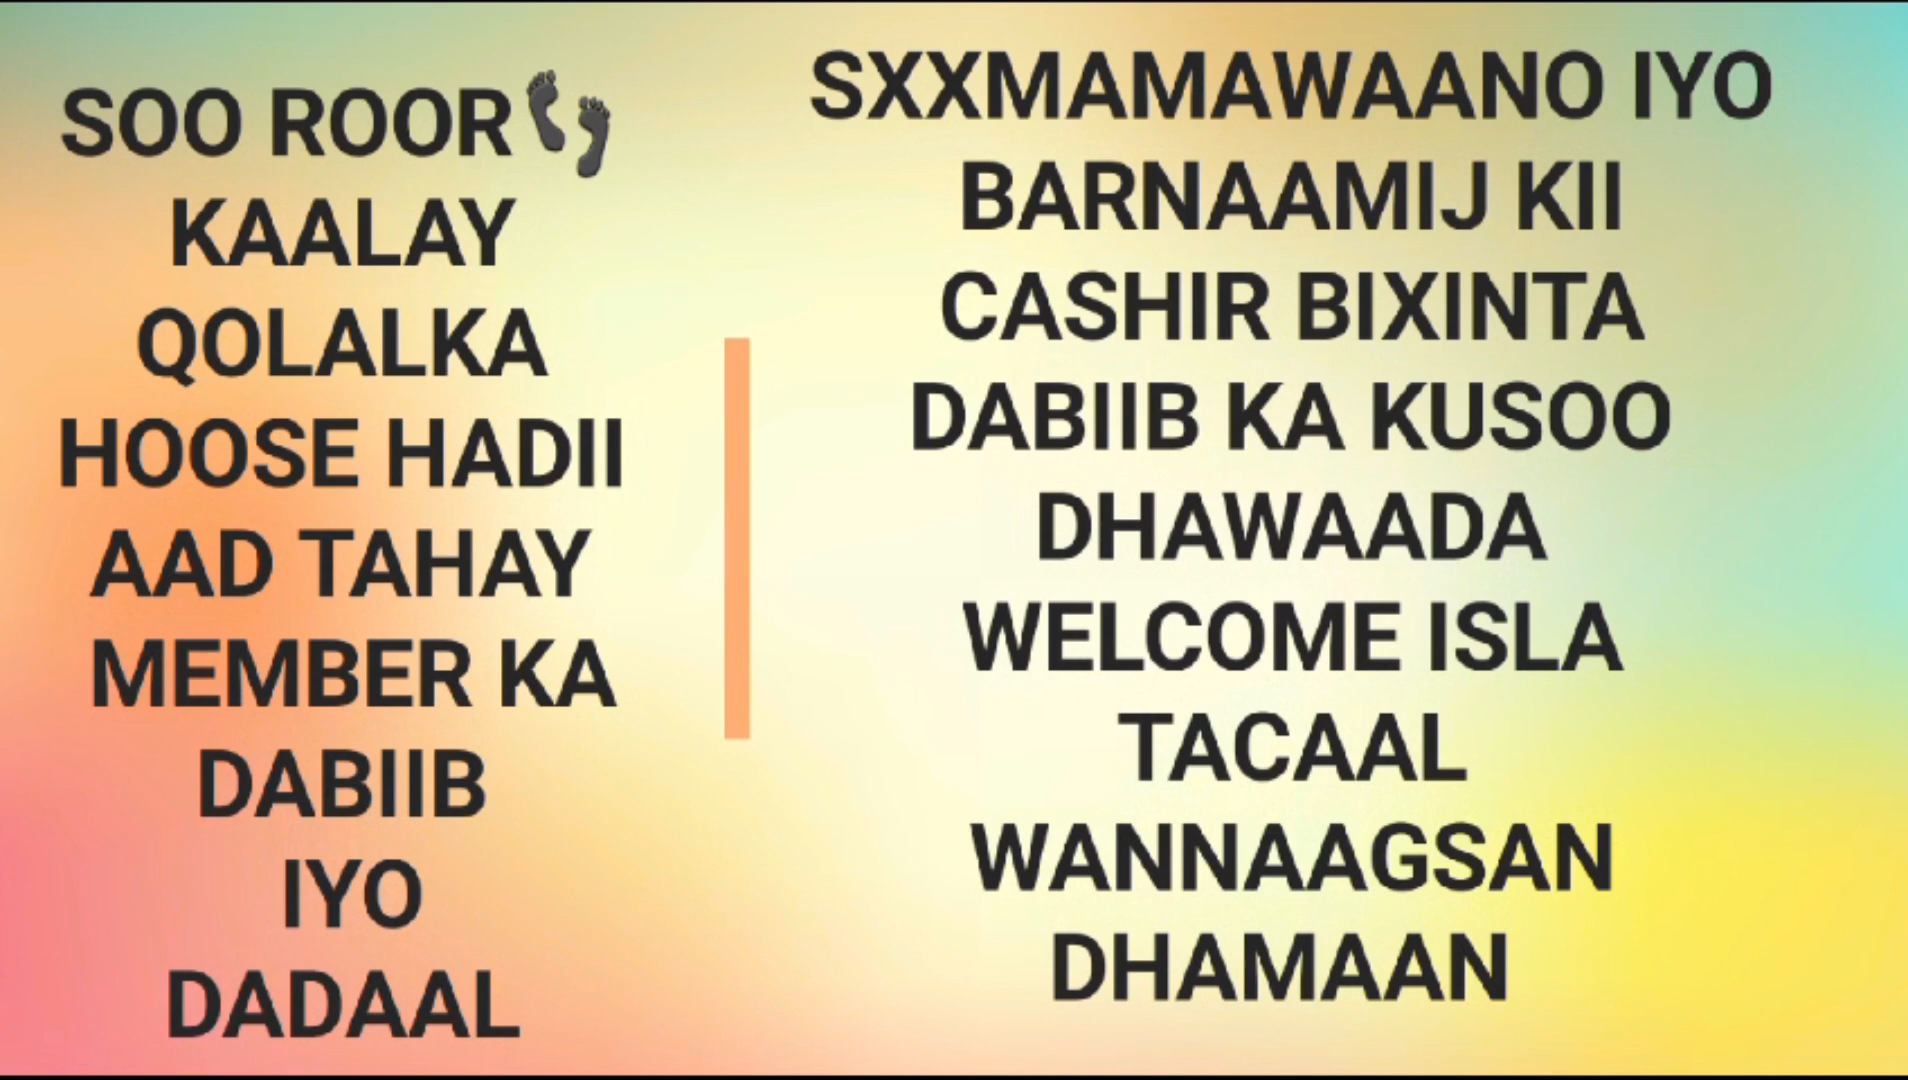 SOO ROOR👣
KAALAY
QOLALKA
HOOSE HADII
AAD TAHAY
MEMBER KA
DABIIB
IYO
DADAAL
SXXMAMAWAANO IYO
BARNAAMIJ KII
CASHIR BIXINTA
DABIIB KA KUSOO
DHAWAADA
WELCOME ISLA
TACAAL
WANNAAGSAN
DHAMAAN